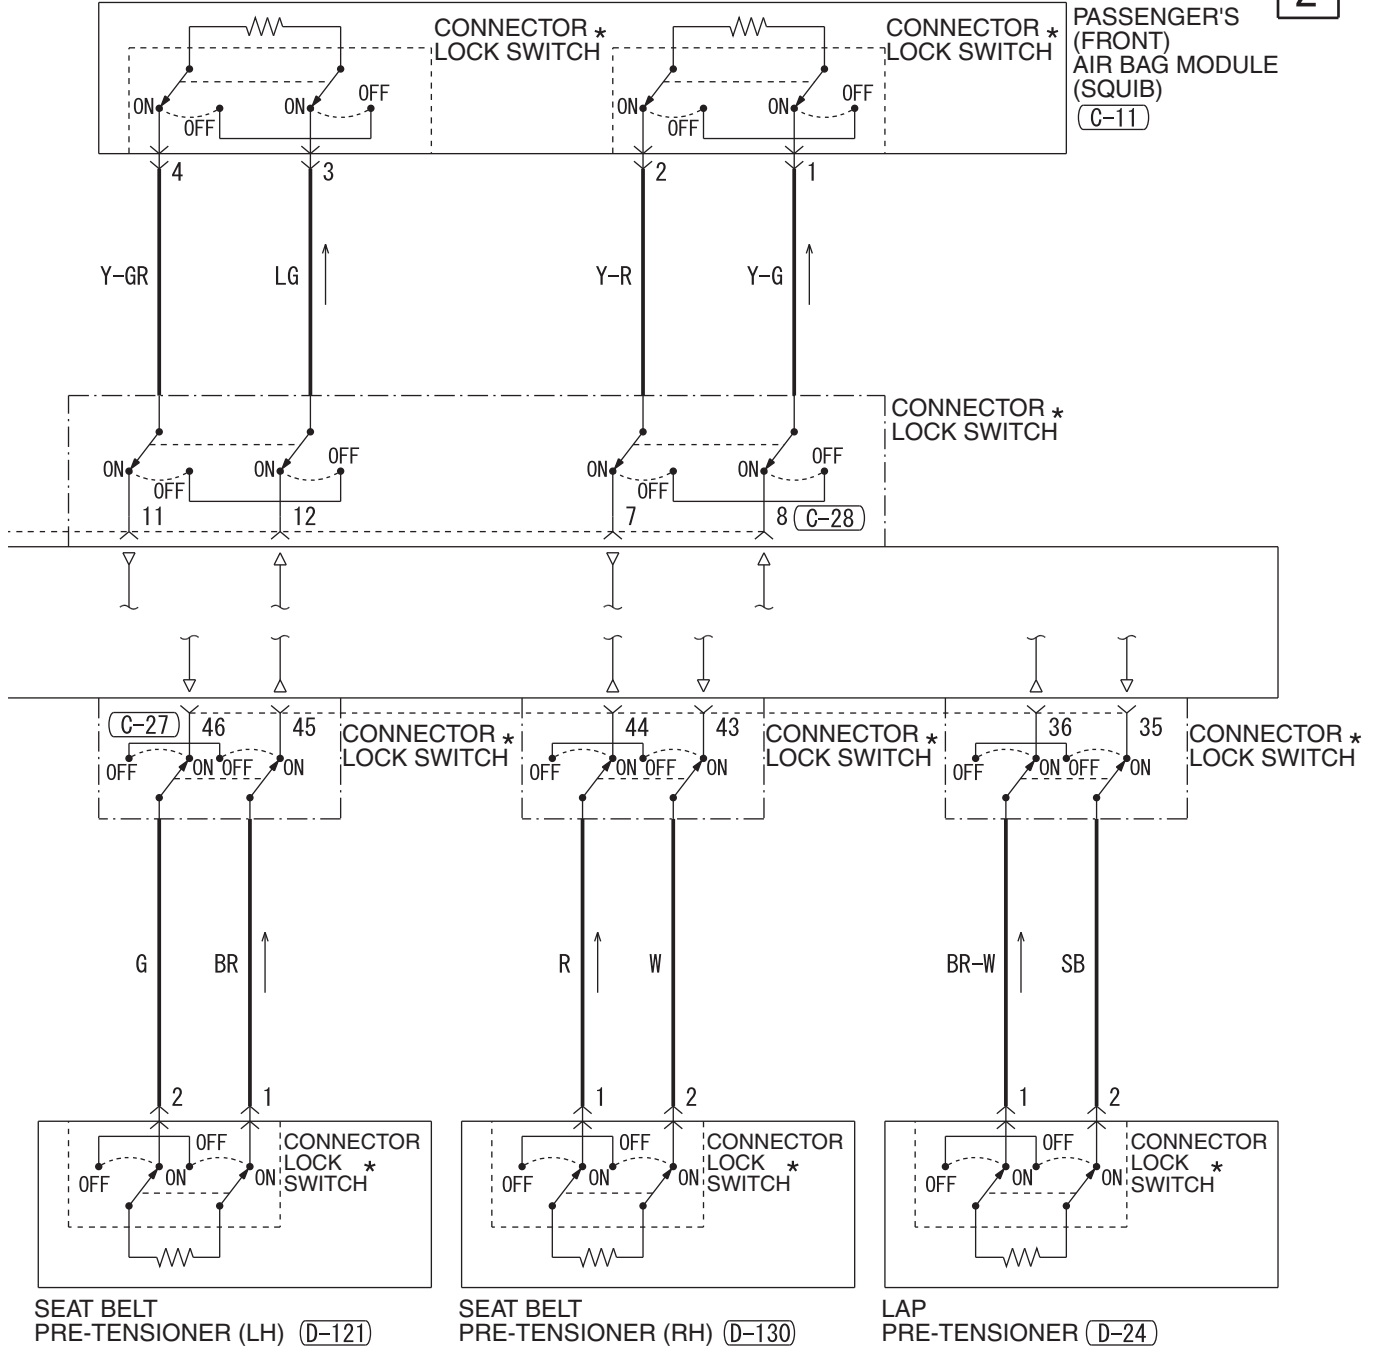 2
CONNECTOR *
LOCK SWITCH
CONNECTOR *
LOCK SWITCH
PASSENGER'S
(FRONT)
AIR BAG MODULE
(SQUIB)
C-11
ON
OFF
ON
OFF
ON
OFF
ON
OFF
4
3
2
1
Y-GR
LG
Y-R
Y-G
CONNECTOR *
LOCK SWITCH
ON
OFF
ON
OFF
ON
OFF
ON
OFF
11
12
7
8
C-28
C-27
46
45
CONNECTOR *
LOCK SWITCH
44
43
CONNECTOR *
LOCK SWITCH
36
35
CONNECTOR *
LOCK SWITCH
OFF
ON
OFF
ON
OFF
ON
OFF
ON
OFF
ON
OFF
ON
G
BR
R
W
BR-W
SB
2
1
1
2
1
2
OFF
ON
OFF
ON
CONNECTOR
LOCK *
SWITCH
OFF
ON
OFF
ON
CONNECTOR
LOCK *
SWITCH
OFF
ON
OFF
ON
CONNECTOR
LOCK *
SWITCH
SEAT BELT
PRE-TENSIONER (LH) D-121
SEAT BELT
PRE-TENSIONER (RH) D-130
LAP
PRE-TENSIONER D-24